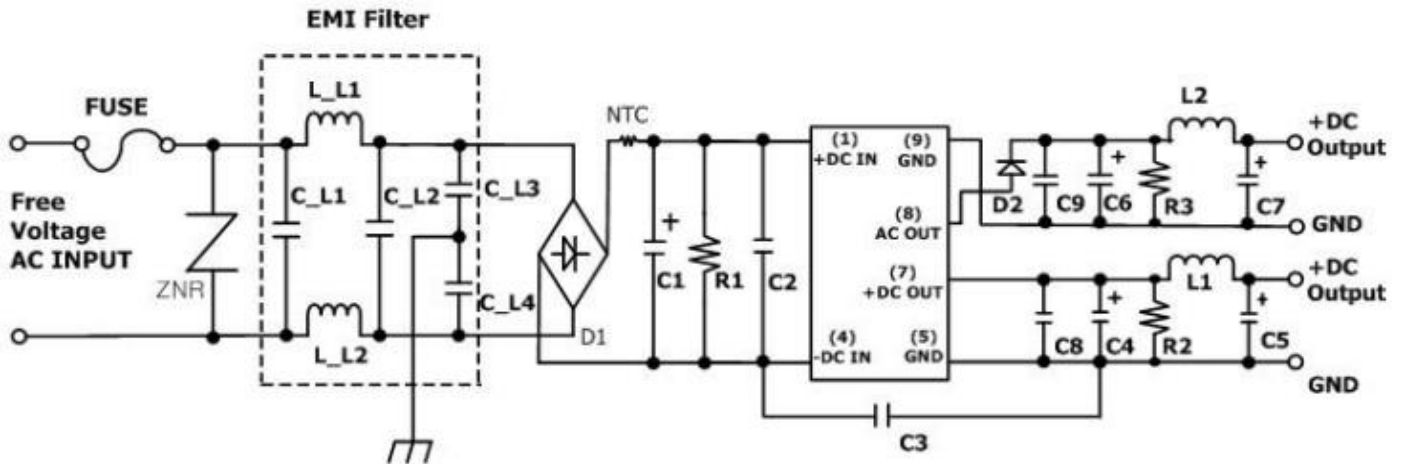 EMI Filter
FUSE
L_L1
NTC
L2
+DC
Output
(1)
+DC IN
(9)
GND
C_L1
C_L2
C_L3
+
D2
C9
+
C6
R3
+
C7
Free
Voltage
AC INPUT
(8)
AC OUT
GND
ZNR
C1
R1
C2
(7)
+DC OUT
L1
+DC
Output
C_L4
D1
L_L2
(4)
-DC IN
(5)
GND
C8
+
C4
R2
+
C5
GND
C3